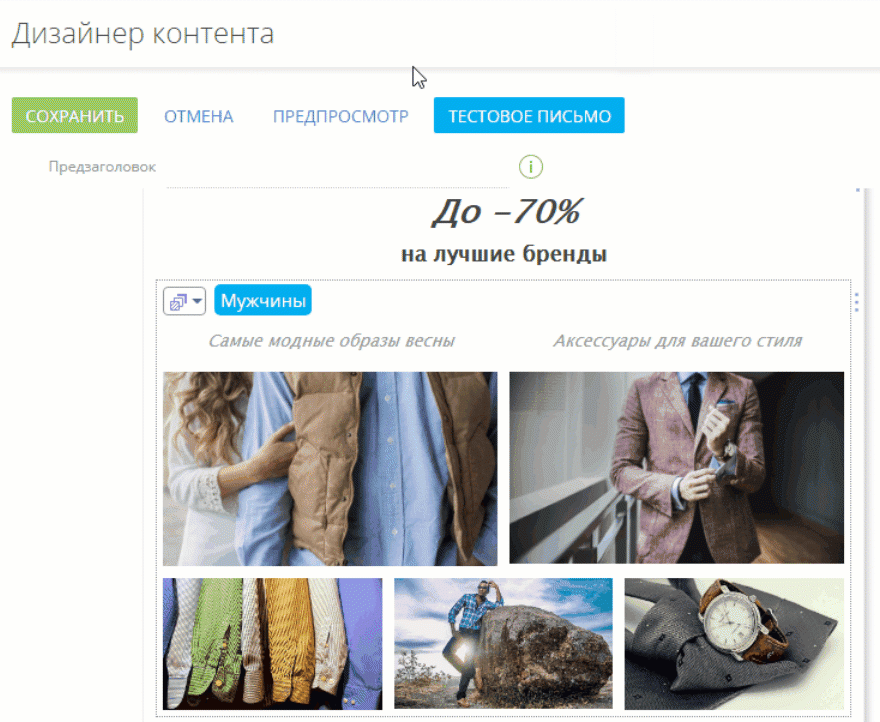 Дизайнер контента
СОХРАНИТЬ ОТМЕНА ПРЕДПРОСМОТР ТЕСТОВОЕ ПИСЬМО
Предзаголовок
До -70%
на лучшие бренды
Мужчины
Самые модные образы весны Аксессуары для вашего стиля